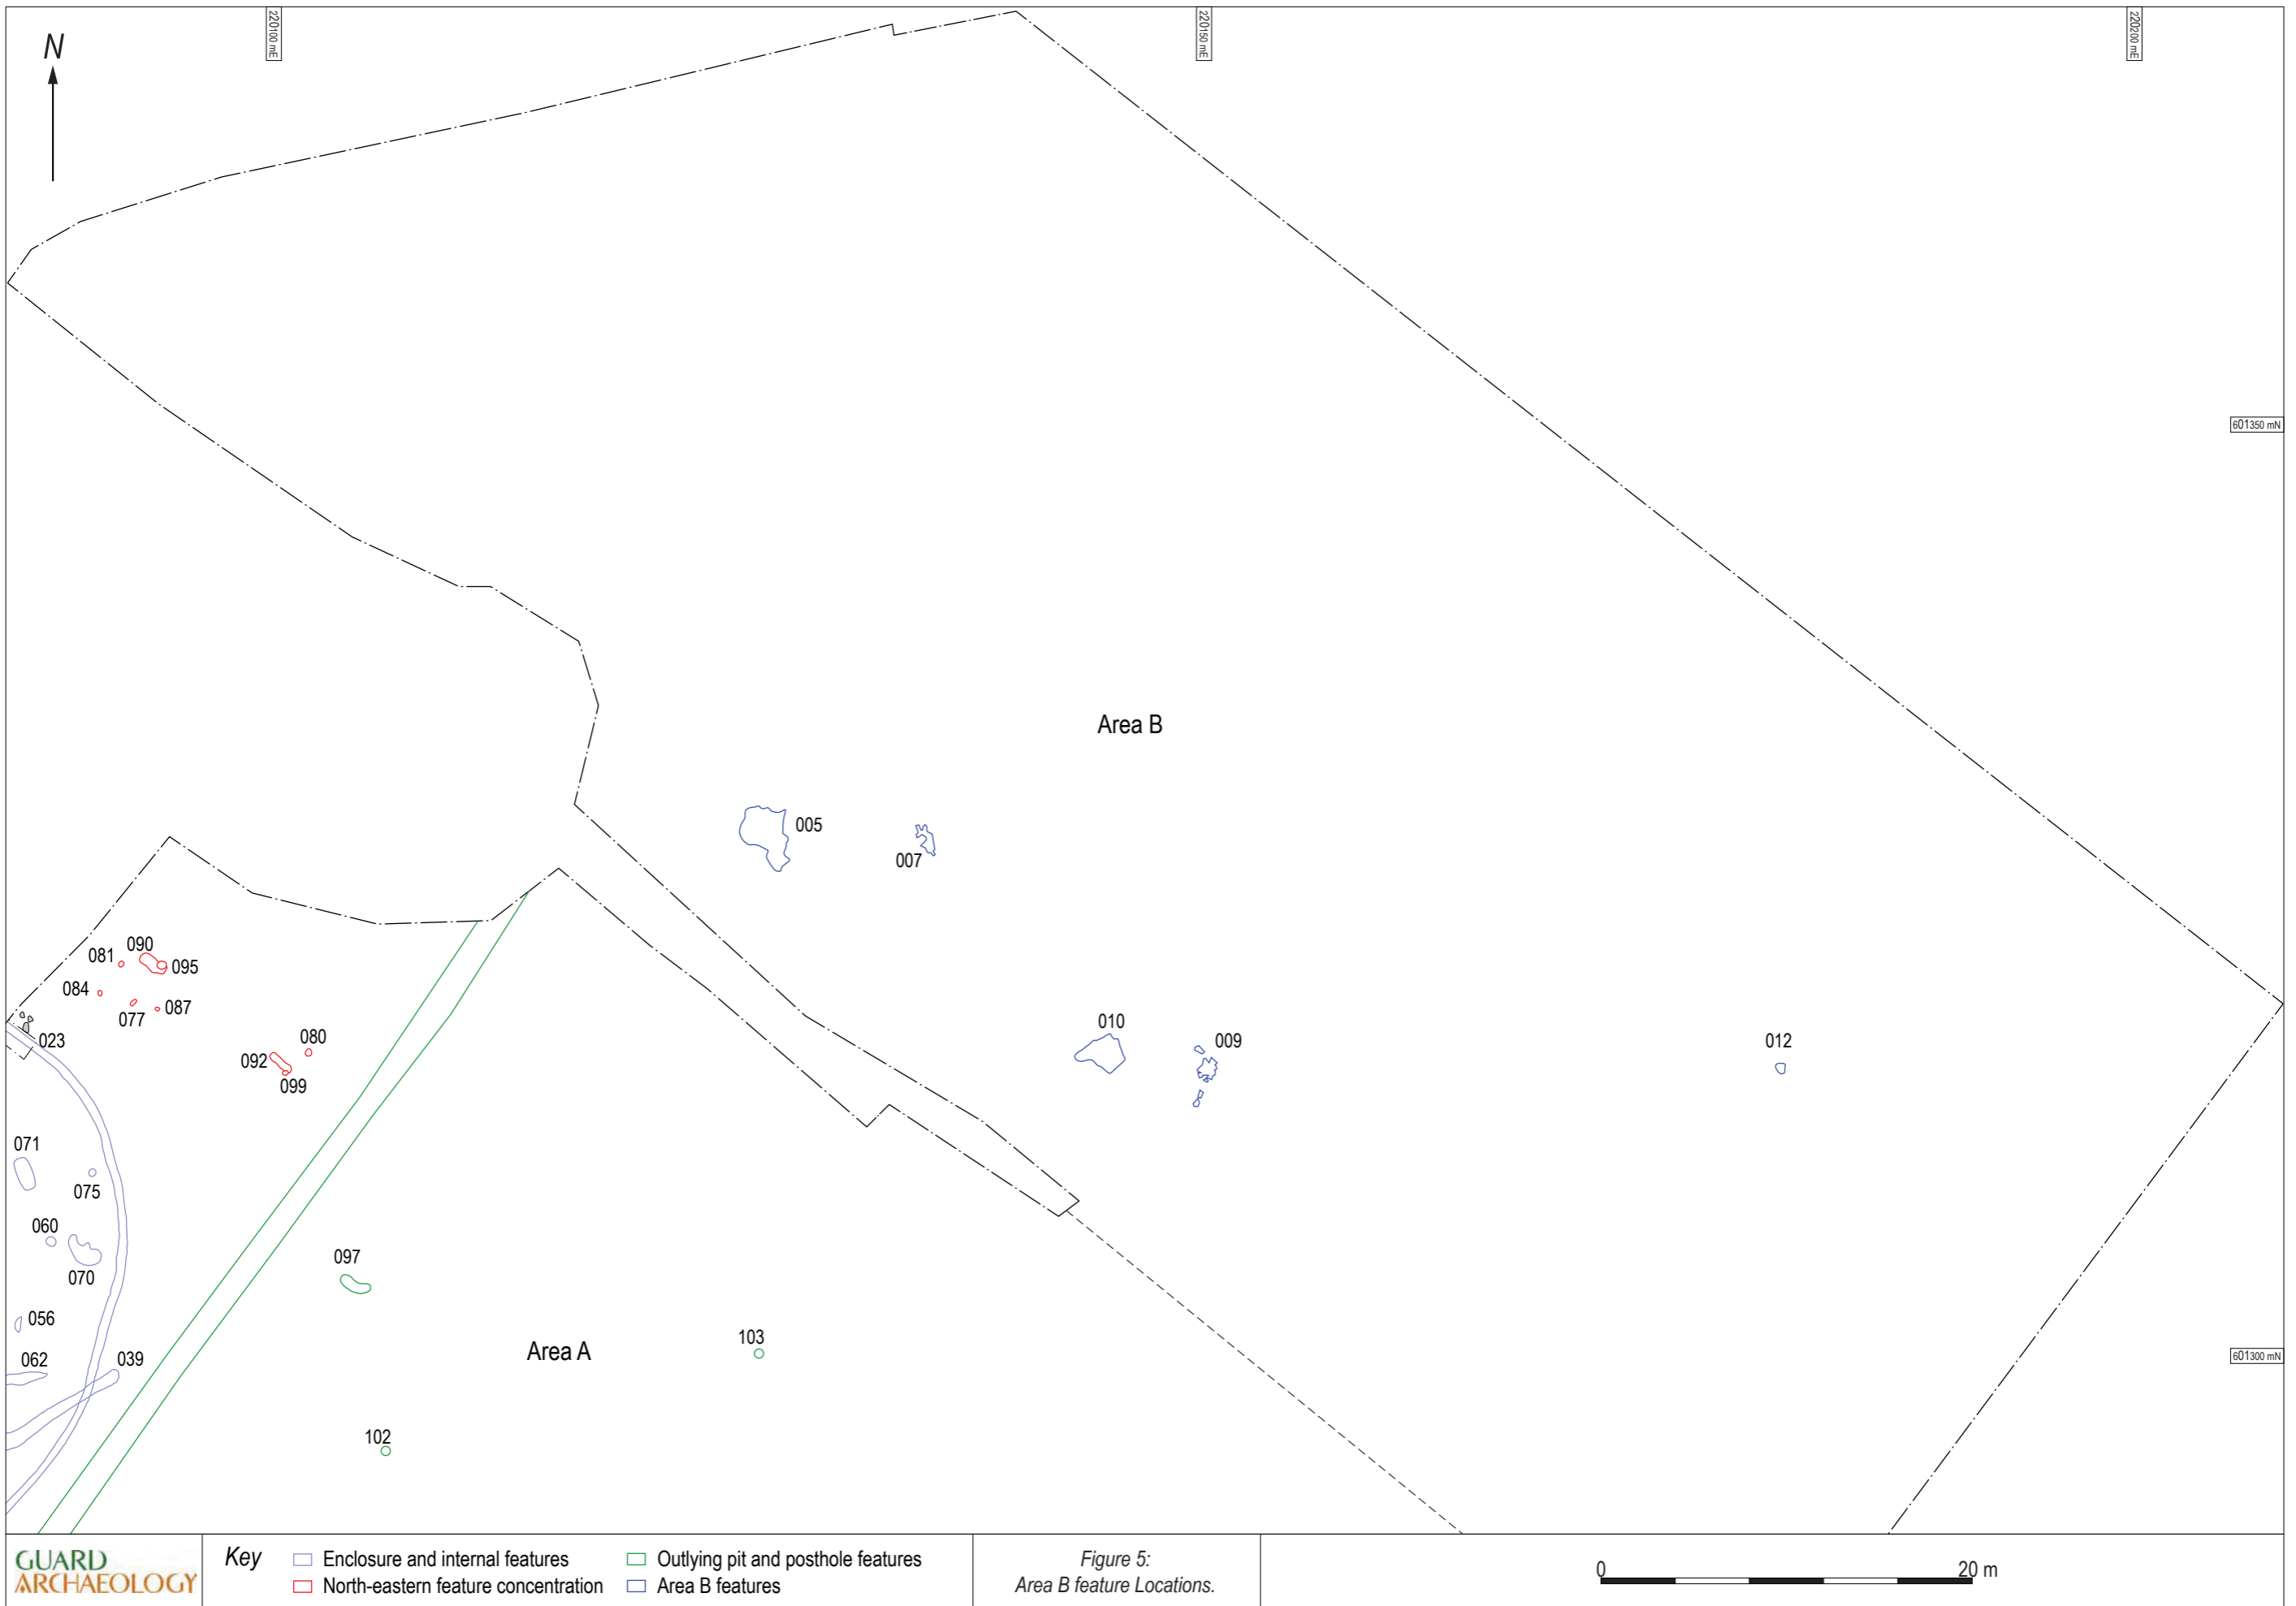 220100 mE
220150 mE
220200 mE
N
601350 mN
Area B
005
007
090
081
095
084
077
087
023
080
092
099
010
009
012
071
075
060
070
097
056
103
Area A
062
039
601300 mN
102
GUARD
ARCHAEOLOGY
Key
Enclosure and internal features
North-eastern feature concentration
Outlying pit and posthole features
Area B features
Figure 5:
Area B feature Locations.
0
20 m